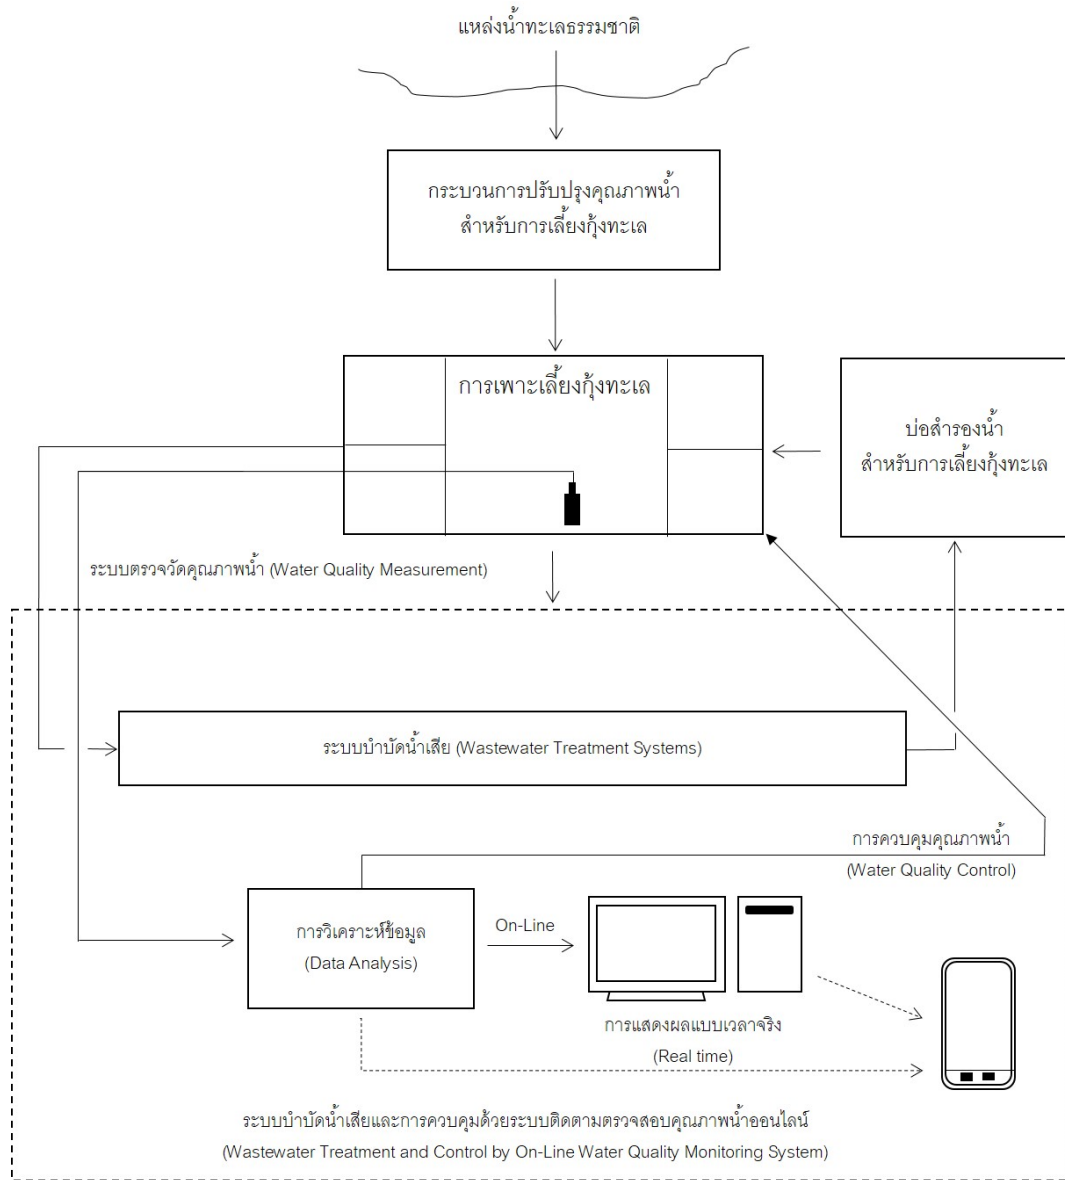 แหล่งน้ำทะเลธรรมชาติ
กระบวนการปรับปรุงคุณภาพน้ำ
สำหรับการเลี้ยงกุ้งทะเล
การเพาะเลี้ยงกุ้งทะเล
บ่อสำรองน้ำ
สำหรับการเลี้ยงกุ้งทะเล
ระบบตรวจวัดคุณภาพน้ำ (Water Quality Measurement)
ระบบบำบัดน้ำเสีย (Wastewater Treatment Systems)
การควบคุมคุณภาพน้ำ
(Water Quality Control)
การวิเคราะห์ข้อมูล
(Data Analysis)
On-Line
การแสดงผลแบบเวลาจริง
(Real time)
ระบบบำบัดน้ำเสียและการควบคุมด้วยระบบติดตามตรวจสอบคุณภาพน้ำออนไลน์
(Wastewater Treatment and Control by On-Line Water Quality Monitoring System)